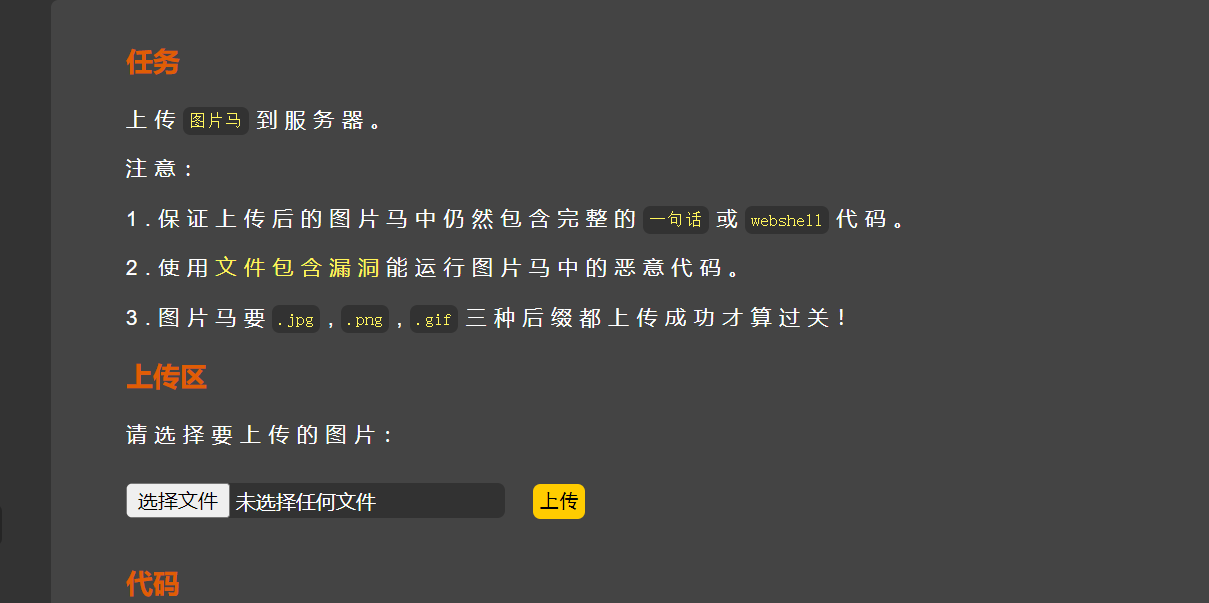 任务
上传 图片马 到服务器。
注意：
1.保证上传后的图片马中仍然包含完整的 一句话 或 webshell 代码。
2.使用文件包含漏洞能运行图片马中的恶意代码。
3.图片马要 .jpg , .png , .gif 三种后缀都上传成功才算过关！
上传区
请选择要上传的图片：
选择文件 未选择任何文件 上传
代码